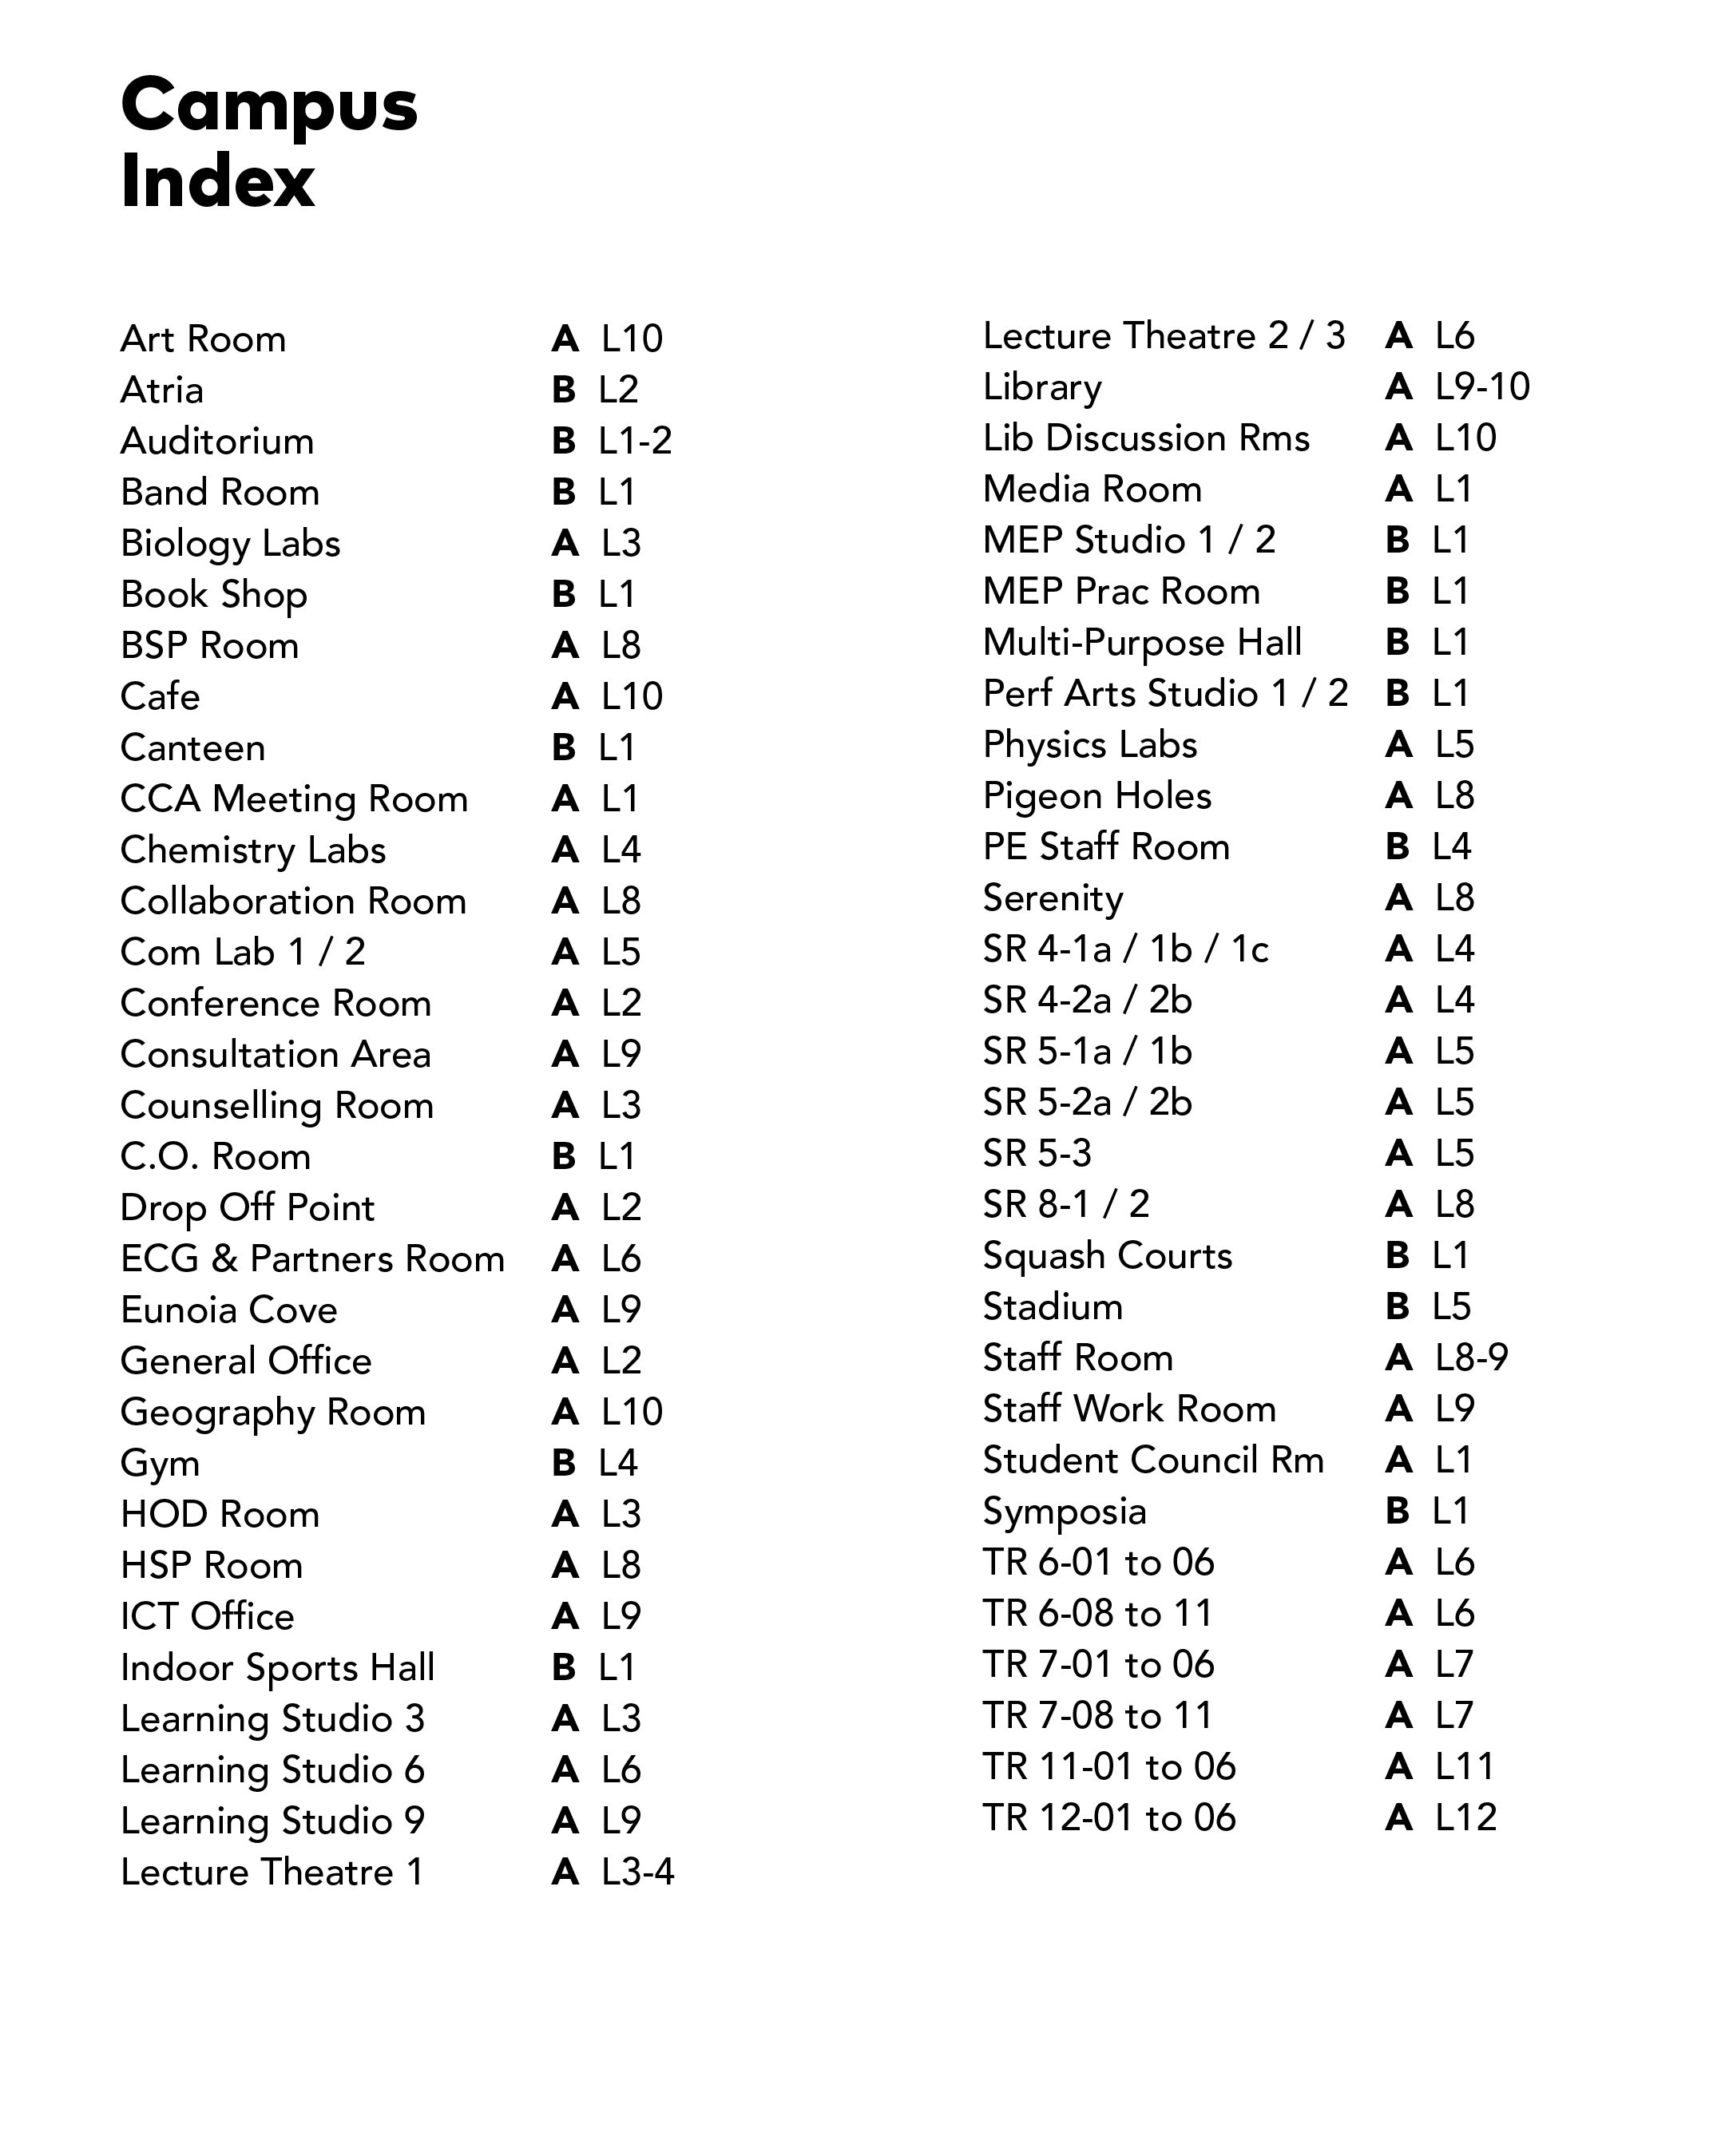 Campus
Index
Art Room A L10
Atria B L2
Auditorium B L1-2
Band Room B L1
Biology Labs A L3
Book Shop B L1
BSP Room A L8
Cafe A L10
Canteen B L1
CCA Meeting Room A L1
Chemistry Labs A L4
Collaboration Room A L8
Com Lab 1 / 2 A L5
Conference Room A L2
Consultation Area A L9
Counselling Room A L3
C.O. Room B L1
Drop Off Point A L2
ECG & Partners Room A L6
Eunoia Cove A L9
General Office A L2
Geography Room A L10
Gym B L4
HOD Room A L3
HSP Room A L8
ICT Office A L9
Indoor Sports Hall B L1
Learning Studio 3 A L3
Learning Studio 6 A L6
Learning Studio 9 A L9
Lecture Theatre 1 A L3-4
Lecture Theatre 2 / 3 A L6
Library A L9-10
Lib Discussion Rms A L10
Media Room A L1
MEP Studio 1 / 2 B L1
MEP Prac Room B L1
Multi-Purpose Hall B L1
Perf Arts Studio 1 / 2 B L1
Physics Labs A L5
Pigeon Holes A L8
PE Staff Room B L4
Serenity A L8
SR 4-1a / 1b / 1c A L4
SR 4-2a / 2b A L4
SR 5-1a / 1b A L5
SR 5-2a / 2b A L5
SR 5-3 A L5
SR 8-1 / 2 A L8
Squash Courts B L1
Stadium B L5
Staff Room A L8-9
Staff Work Room A L9
Student Council Rm A L1
Symposia B L1
TR 6-01 to 06 A L6
TR 6-08 to 11 A L6
TR 7-01 to 06 A L7
TR 7-08 to 11 A L7
TR 11-01 to 06 A L11
TR 12-01 to 06 A L12